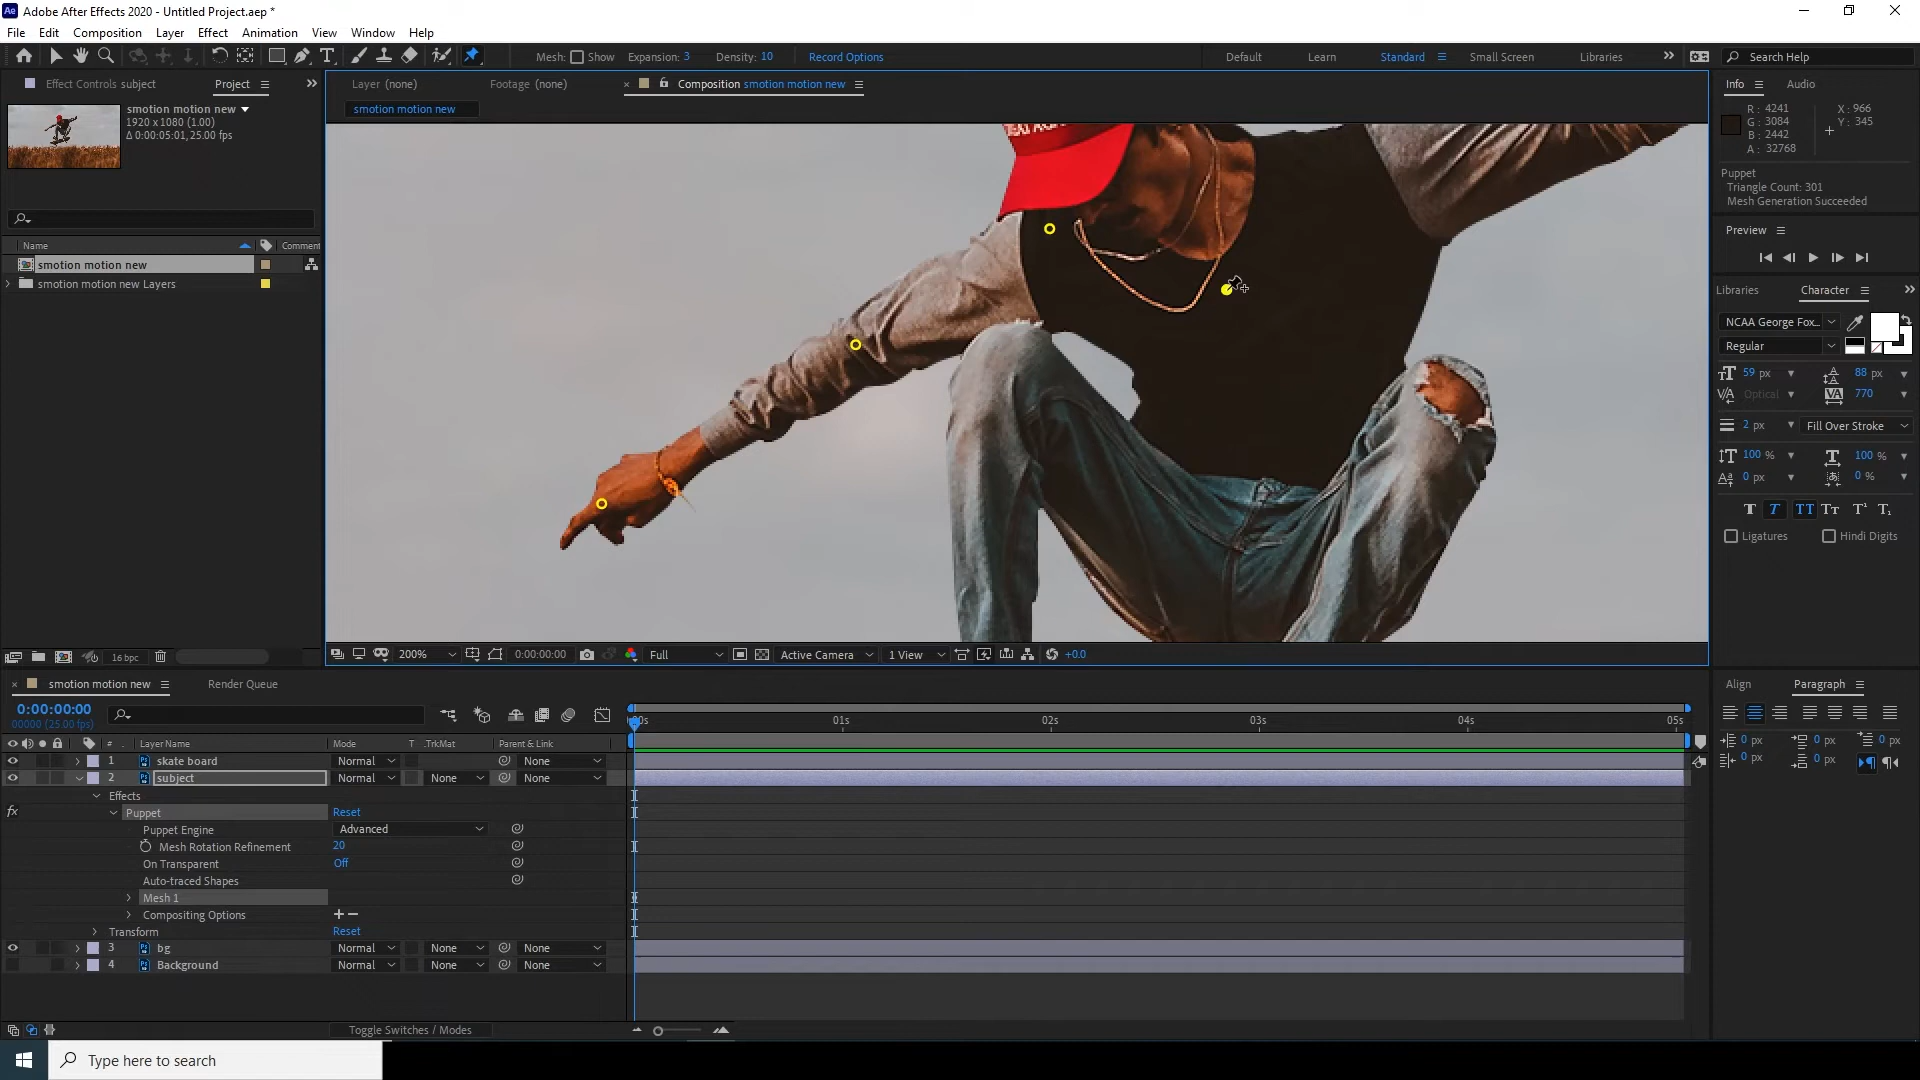 Ae Adobe After Effects 2020 - Untitled Project.aep *
File Edit Composition Layer Effect Animation View Window Help
Mesh: Show Expansion: 3 Density: 10 Record Options Default Learn Standard Small Screen Libraries Search Help
Effect Controls subject Project
Layer (none) Footage (none) Composition smotion motion new
Info Audio
smotion motion new
smotion motion new
1920 x 1080 (1.00)
Δ 0:00:05:01, 25.00 fps
R: 4241
G: 3084
B: 2442
A: 32768
X: 966
Y: 345
Puppet
Triangle Count: 301
Mesh Generation Succeeded
Preview
Name Comment
smotion motion new
smotion motion new Layers
Libraries Character
NCAA George Fox...
Regular
59 px 88 px
Optical 770
2 px Fill Over Stroke
100 % 100 %
0 px 0 %
T T TT Tт T¹ T₁
Ligatures Hindi Digits
16 bpc
200% 0:00:00:00 Full Active Camera 1 View +0.0
smotion motion new Render Queue
Align Paragraph
0:00:00:00
00000 (25.00 fps)
:00s 01s 02s 03s 04s 05s
0 px 0 px 0 px
0 px 0 px
# Layer Name Mode T .TrkMat Parent & Link
1 skate board Normal None
2 subject Normal None None
Effects
fx Puppet Reset
Puppet Engine Advanced
Mesh Rotation Refinement 20
On Transparent Off
Auto-traced Shapes
Mesh 1
Compositing Options
Transform Reset
3 bg Normal None None
4 Background Normal None None
Toggle Switches / Modes
Type here to search